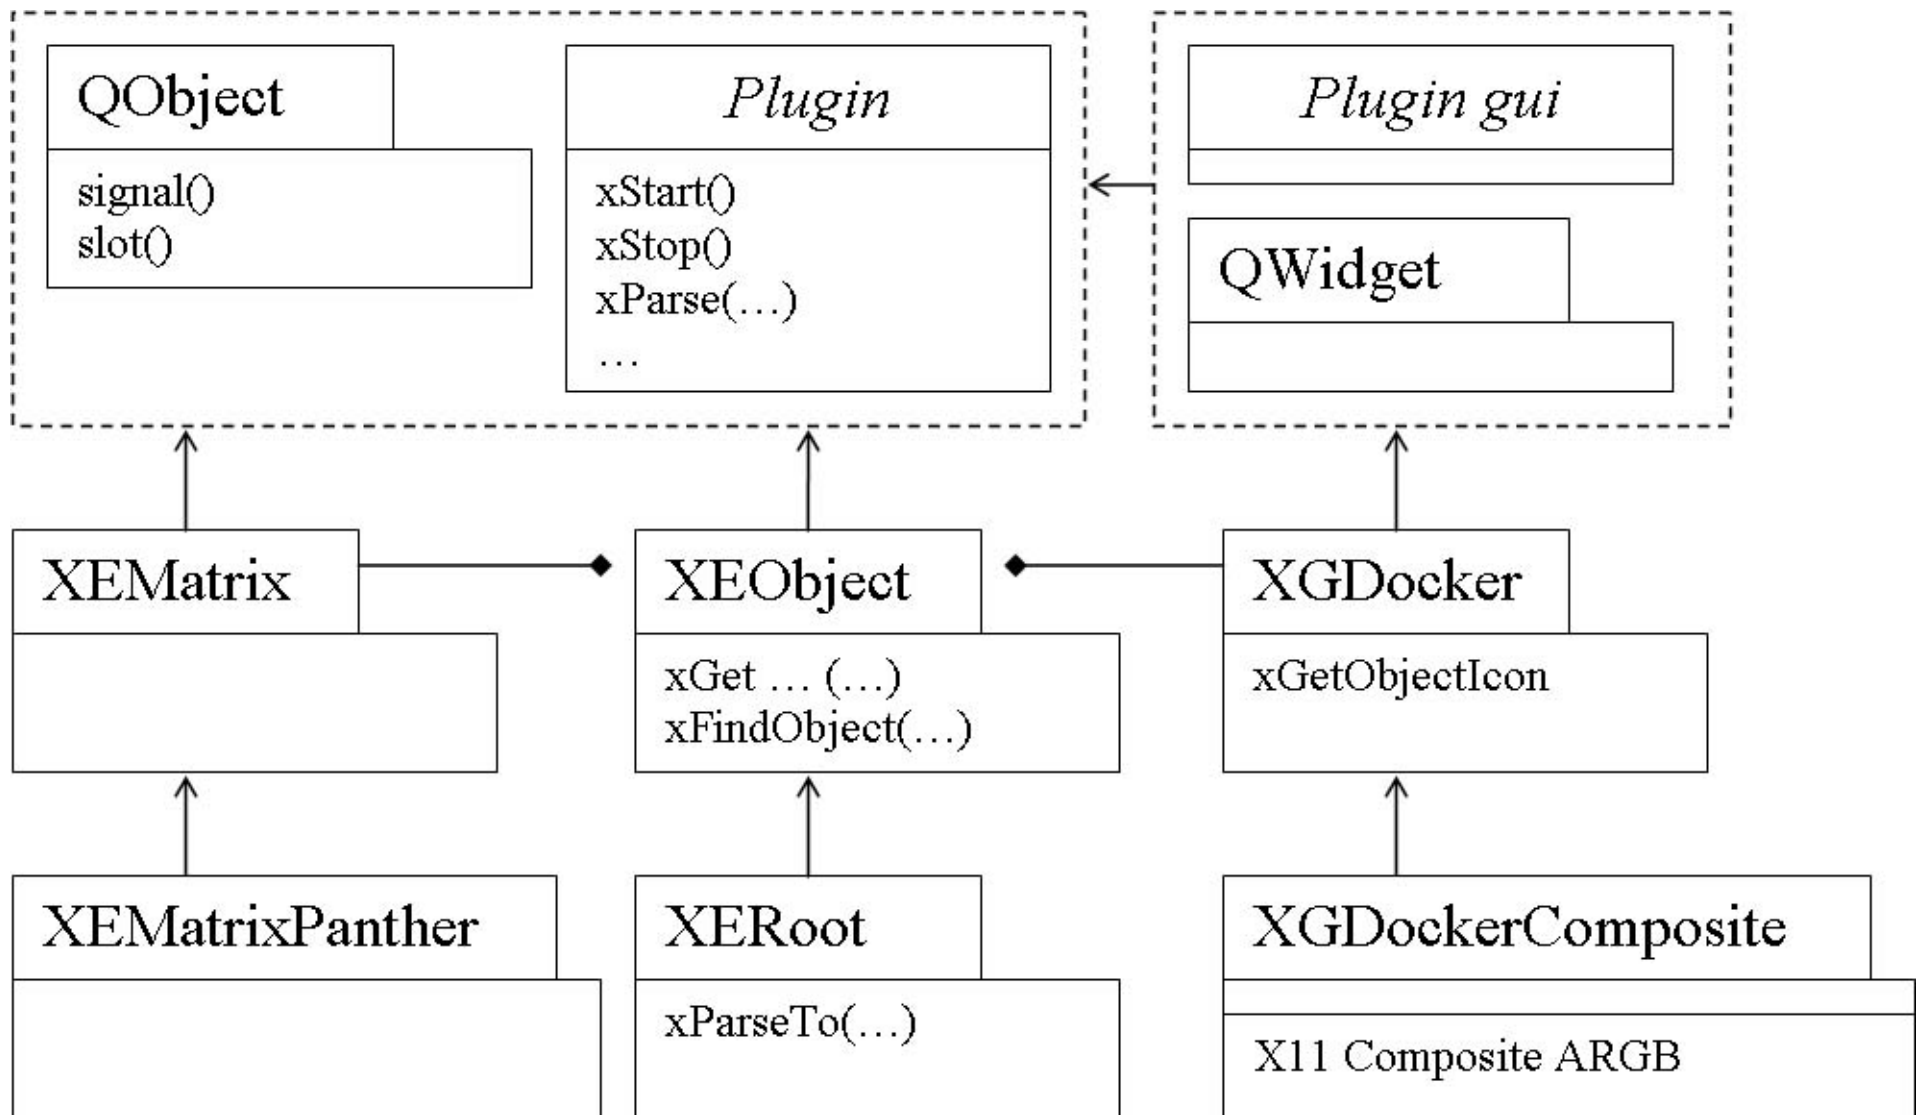 QObject
signal()
slot()
Plugin
xStart()
xStop()
xParse(…)
…
Plugin gui
QWidget
XEMatrix
XEObject
xGet … (…)
xFindObject(…)
XGDocker
xGetObjectIcon
XEMatrixPanther
XERoot
xParseTo(…)
XGDockerComposite
X11 Composite ARGB